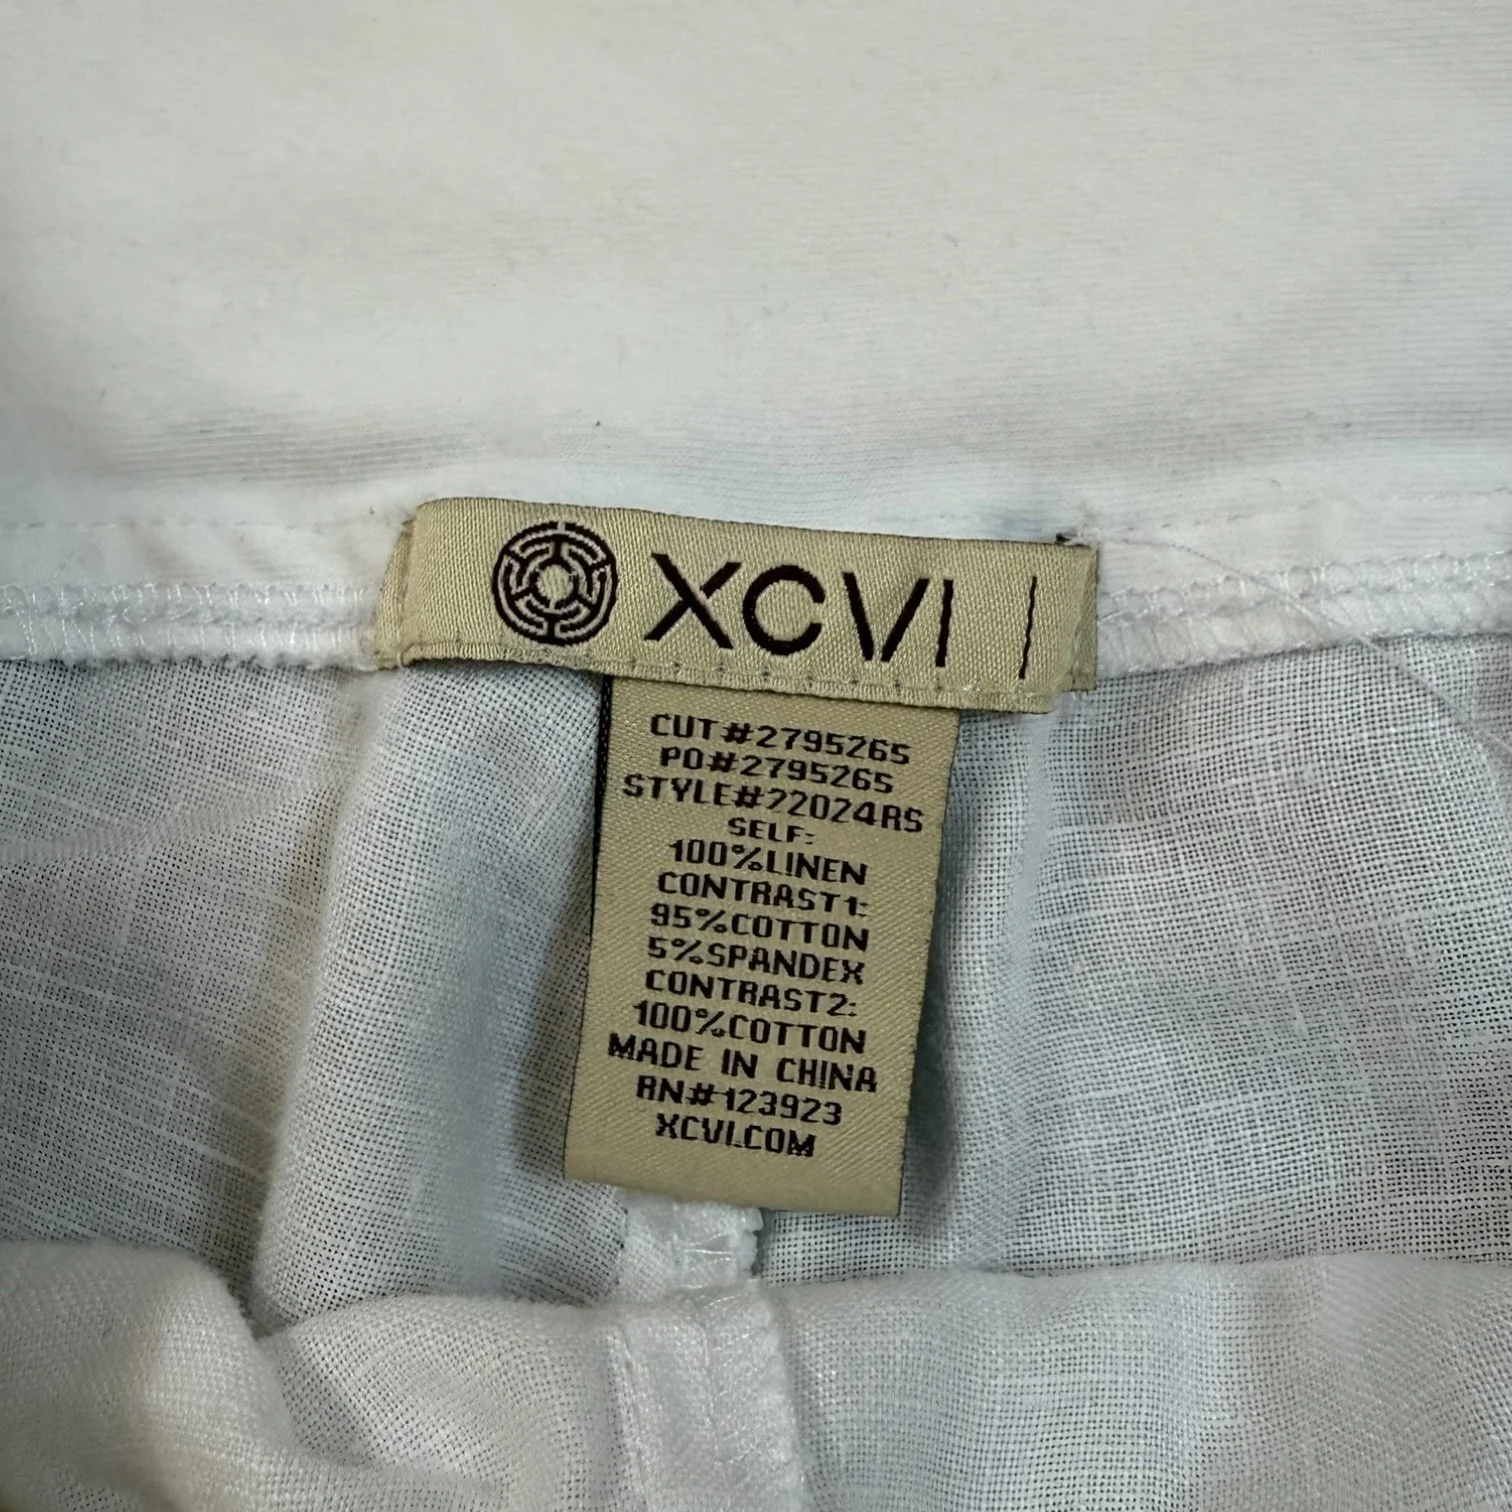 XCVI |
CUT#2795265
PO#2795265
STYLE#22024RS
SELF:
100%LINEN
CONTRAST1:
95%COTTON
5%SPANDEX
CONTRAST2:
100%COTTON
MADE IN CHINA
RN#123923
XCVI.COM